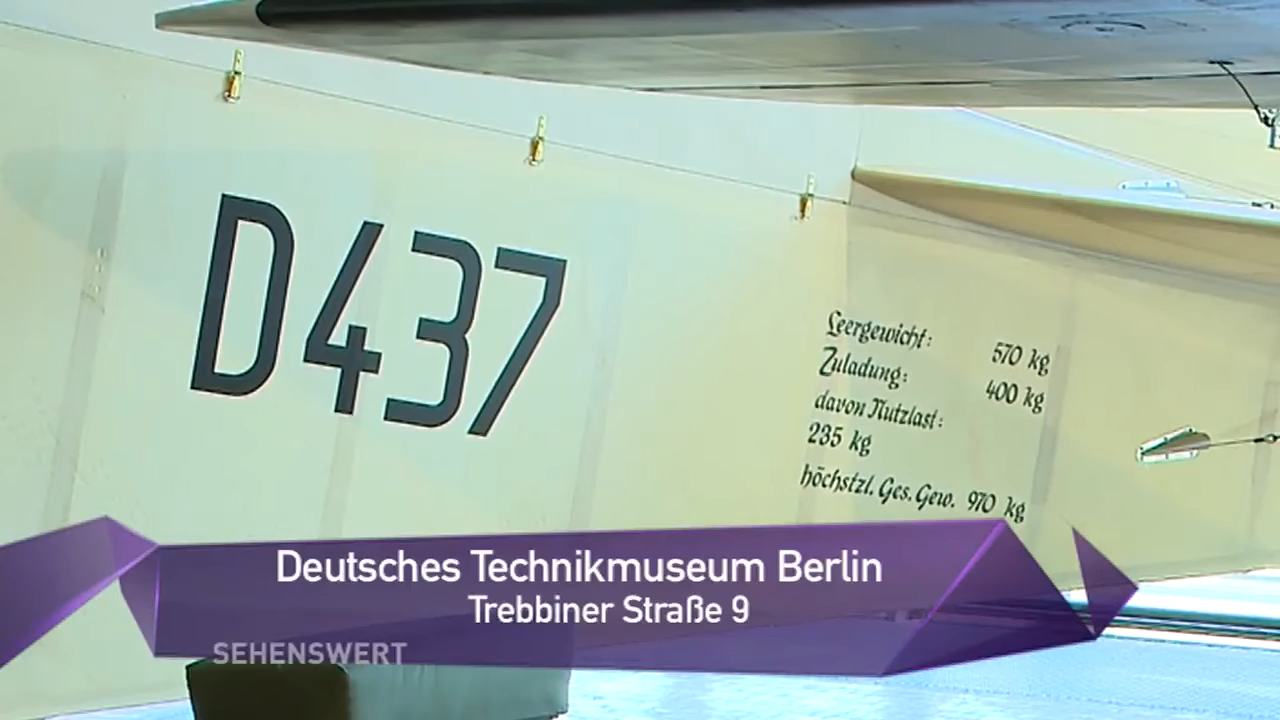 D437
Leergewicht: 570 kg
Zuladung: 400 kg
davon Nutzlast:
235 kg
höchstzl. Ges. Gew. 970 kg
Deutsches Technikmuseum Berlin
Trebbiner Straße 9
SEHENSWERT